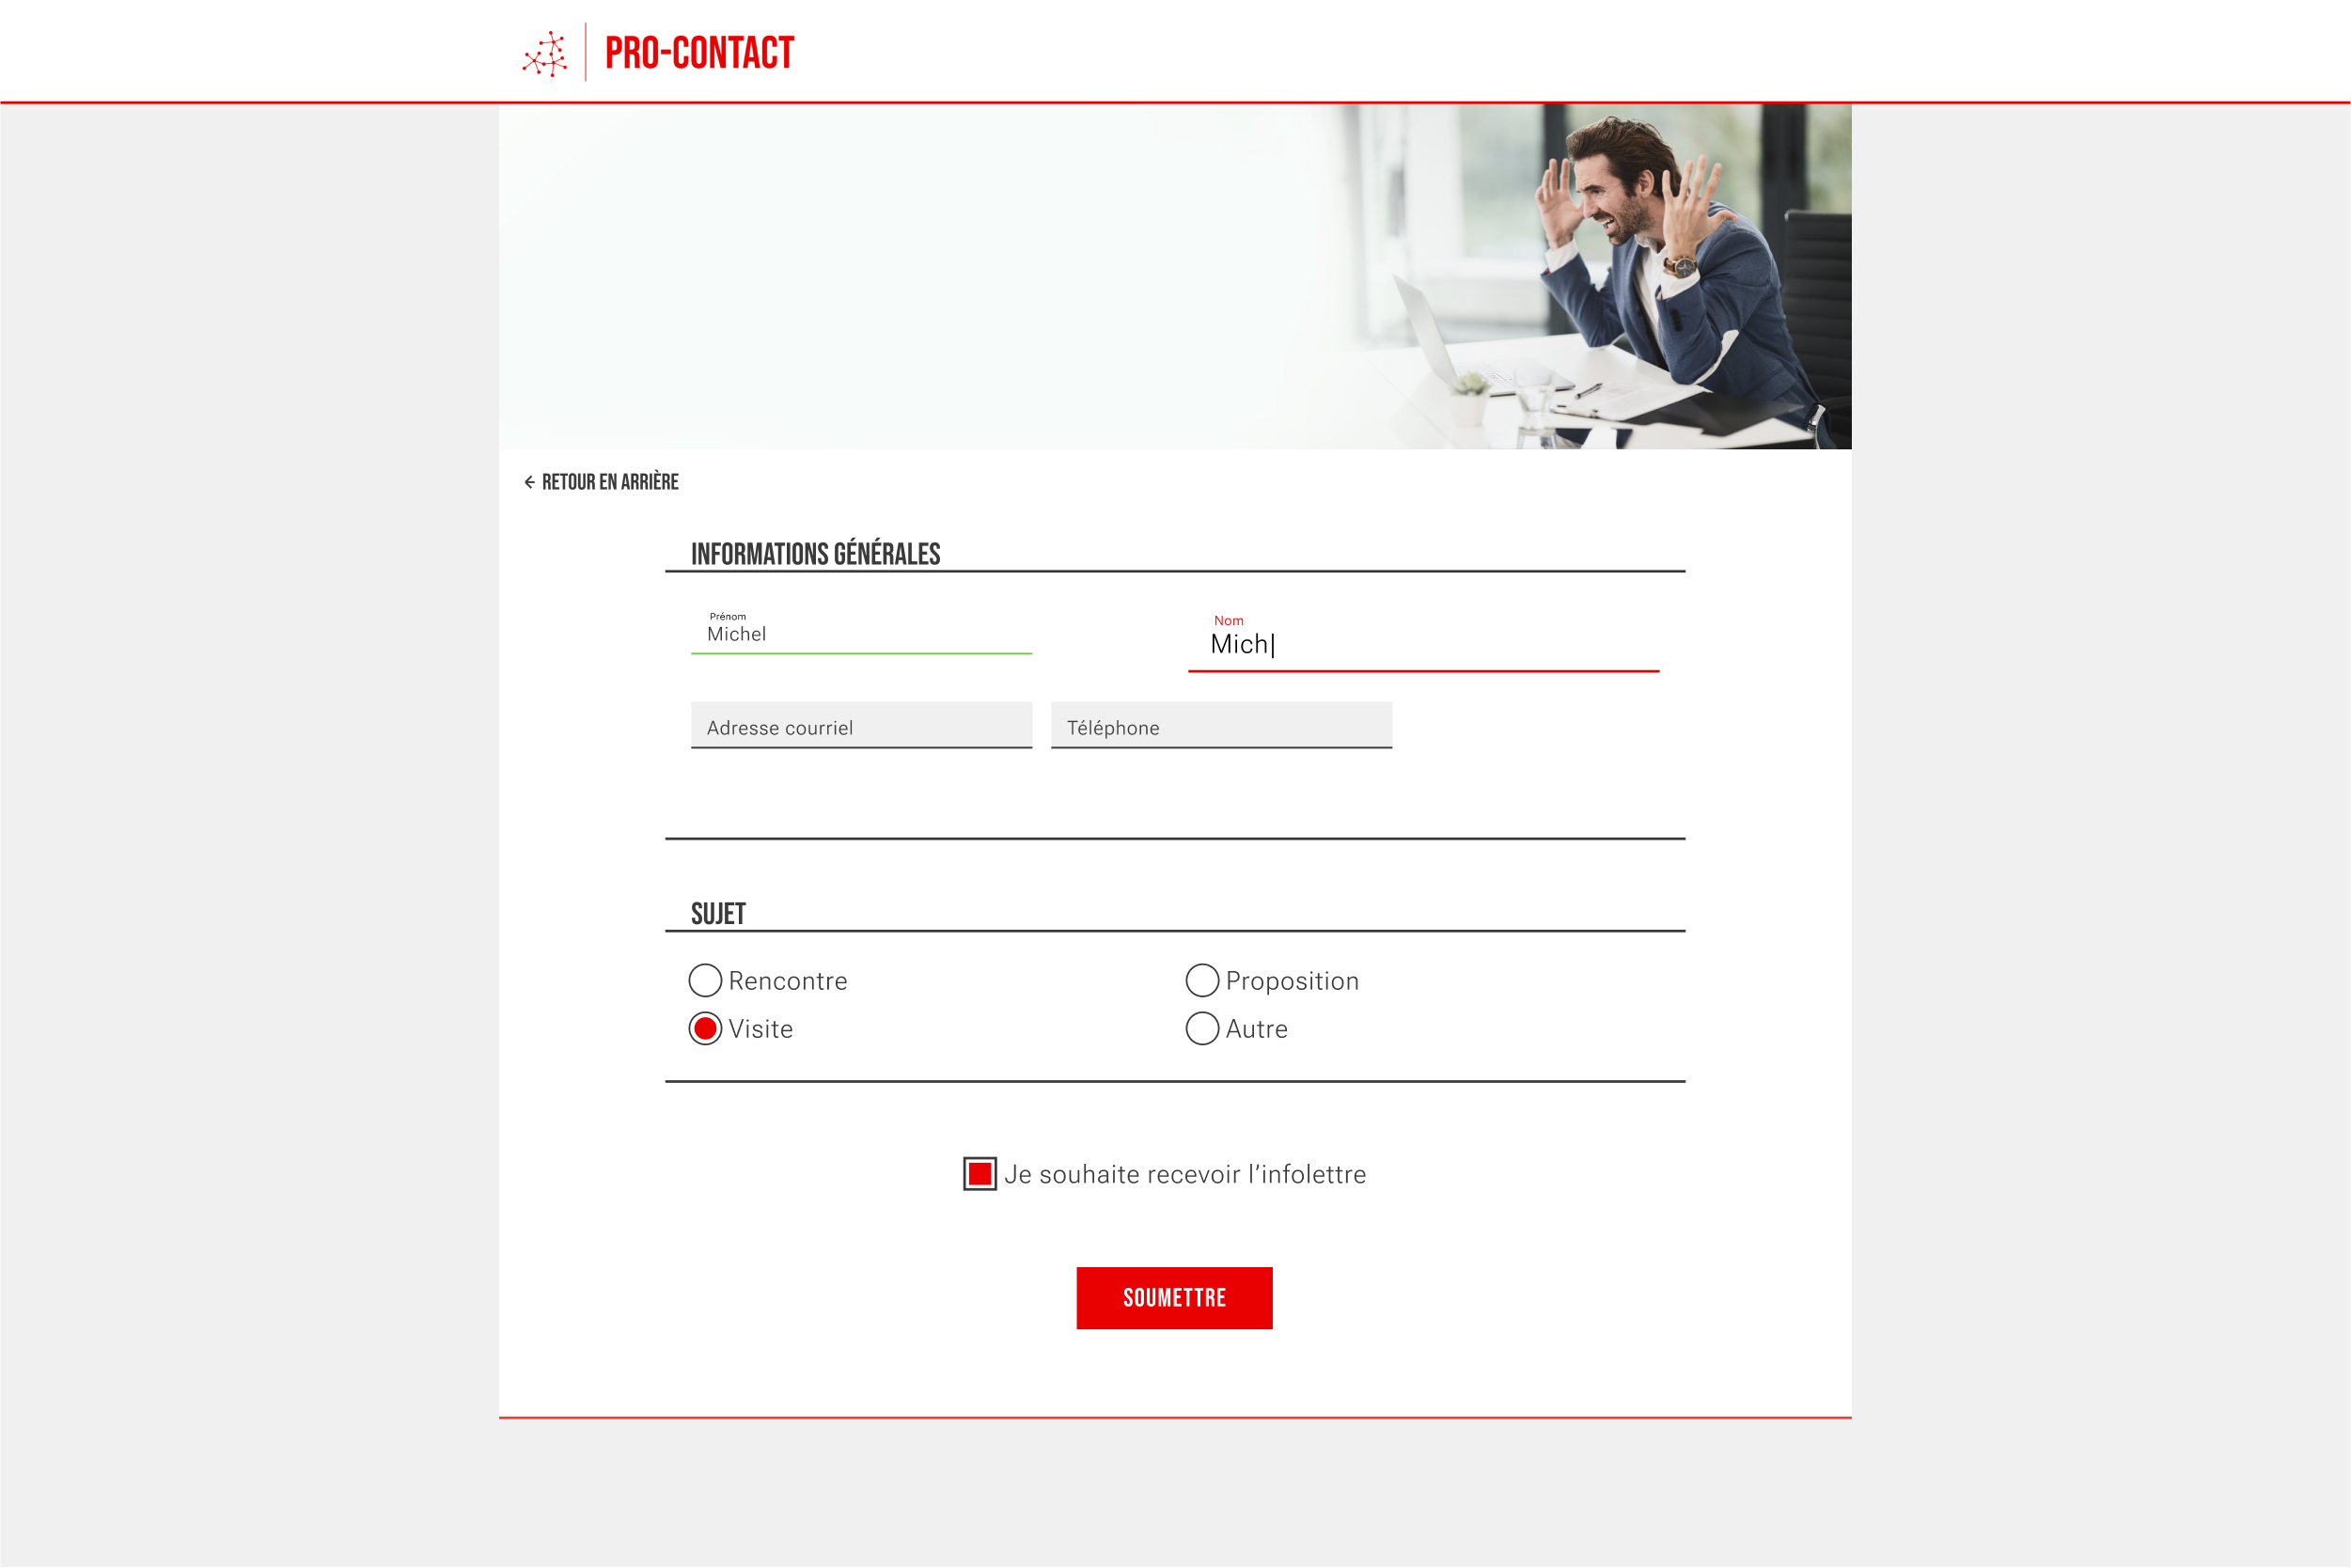 PRO-CONTACT
← RETOUR EN ARRIÈRE
INFORMATIONS GÉNÉRALES
Prénom
Michel
Nom
Mich
Adresse courriel
Téléphone
SUJET
Rencontre
Proposition
Visite
Autre
Je souhaite recevoir l’infolettre
SOUMETTRE